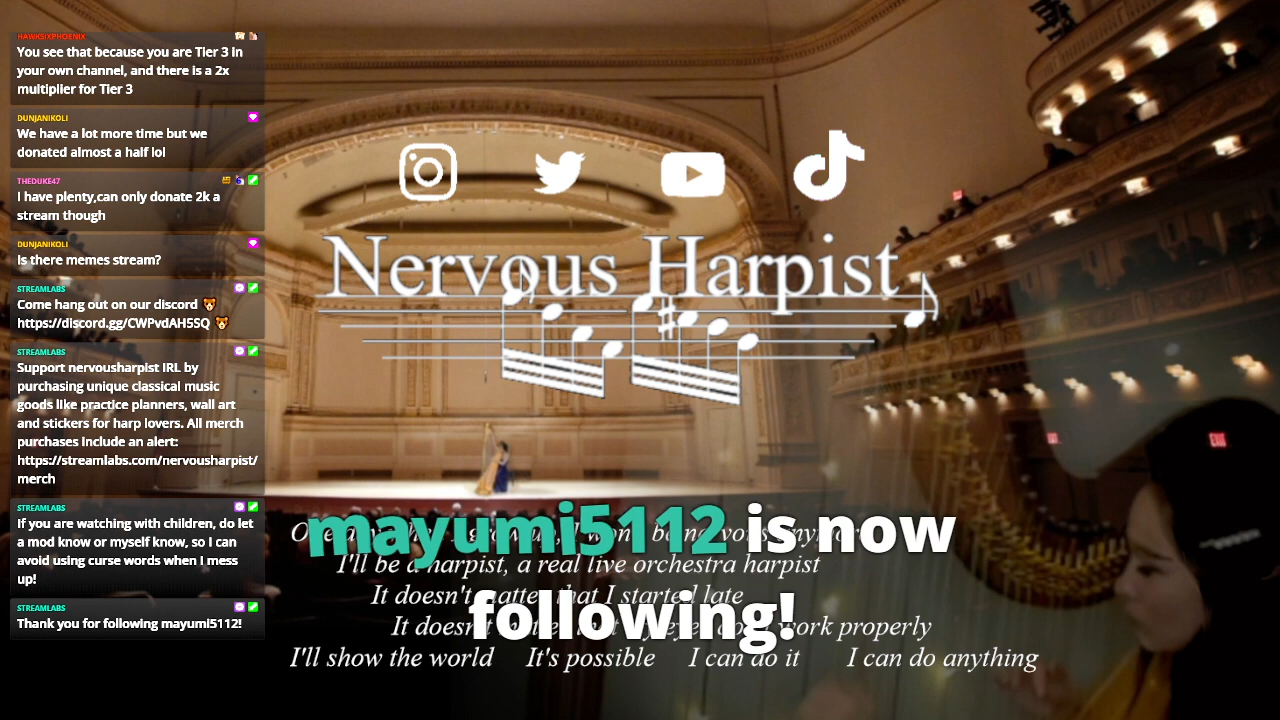 HAWKSIXPHOENIX
You see that because you are Tier 3 in
your own channel, and there is a 2x
multiplier for Tier 3
DUNJANIKOLI
We have a lot more time but we
donated almost a half lol
THEDUKE47
I have plenty,can only donate 2k a
stream though
DUNJANIKOLI
Is there memes stream?
STREAMLABS
Come hang out on our discord 🐻
https://discord.gg/CWPvdAH5SQ 🐻
STREAMLABS
Support nervousharpist IRL by
purchasing unique classical music
goods like practice planners, wall art
and stickers for harp lovers. All merch
purchases include an alert:
https://streamlabs.com/nervousharpist/
merch
STREAMLABS
If you are watching with children, do let
a mod know or myself know, so I can
avoid using curse words when I mess
up!
STREAMLABS
Thank you for following mayumi5112!
Nervous Harpist
EXIT
mayumi5112 is now
following!
I'll be a harpist, a real live orchestra harpist
It doesn't matter that I started late
It doesn't work properly
I'll show the world It's possible I can do it I can do anything